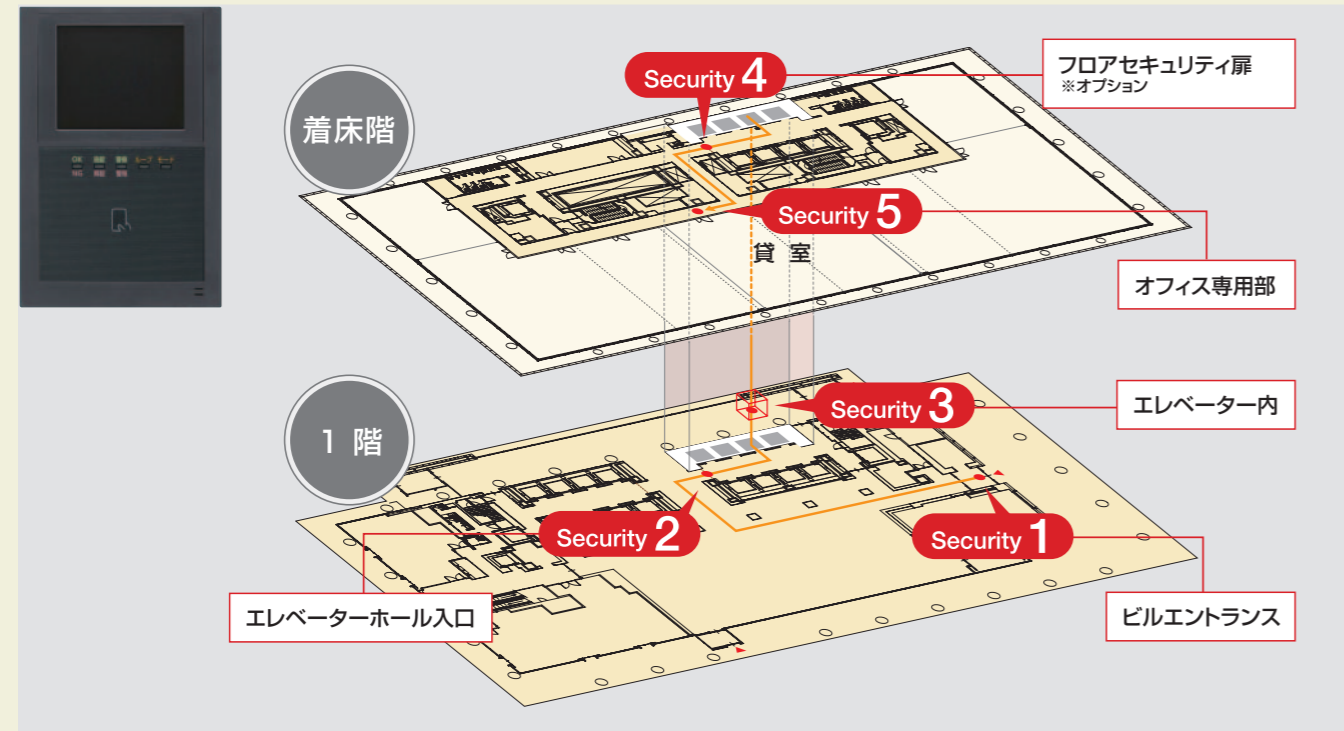 OK
NG
着床階
Security 4
フロアセキュリティ扉
※オプション
Security 5
貸 室
オフィス専用部
1 階
Security 3
エレベーター内
Security 2
Security 1
エレベーターホール入口
ビルエントランス